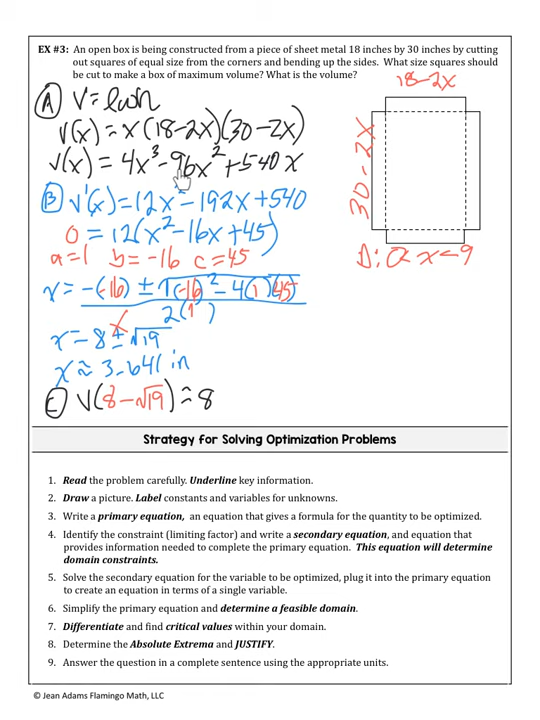 EX #3: An open box is being constructed from a piece of sheet metal 18 inches by 30 inches by cutting
out squares of equal size from the corners and bending up the sides. What size squares should
be cut to make a box of maximum volume? What is the volume?
18-2x
30-2x
D: 0<x<9
A V=lwh
V(x) = x(18-2x)(30-2x)
V(x) = 4x³-96x²+540x
B V'(x)=12x²-192x+540
0 = 12(x²-16x+45)
a=1 b=-16 c=45
x = -(-16) ± √(-16)²-4(1)(45)
2(1)
x = 8 ± √19
x ≈ 3.641 in
C V(8-√19) ≈ 8
Strategy for Solving Optimization Problems
1. Read the problem carefully. Underline key information.
2. Draw a picture. Label constants and variables for unknowns.
3. Write a primary equation, an equation that gives a formula for the quantity to be optimized.
4. Identify the constraint (limiting factor) and write a secondary equation, and equation that
provides information needed to complete the primary equation. This equation will determine
domain constraints.
5. Solve the secondary equation for the variable to be optimized, plug it into the primary equation
to create an equation in terms of a single variable.
6. Simplify the primary equation and determine a feasible domain.
7. Differentiate and find critical values within your domain.
8. Determine the Absolute Extrema and JUSTIFY.
9. Answer the question in a complete sentence using the appropriate units.
© Jean Adams Flamingo Math, LLC